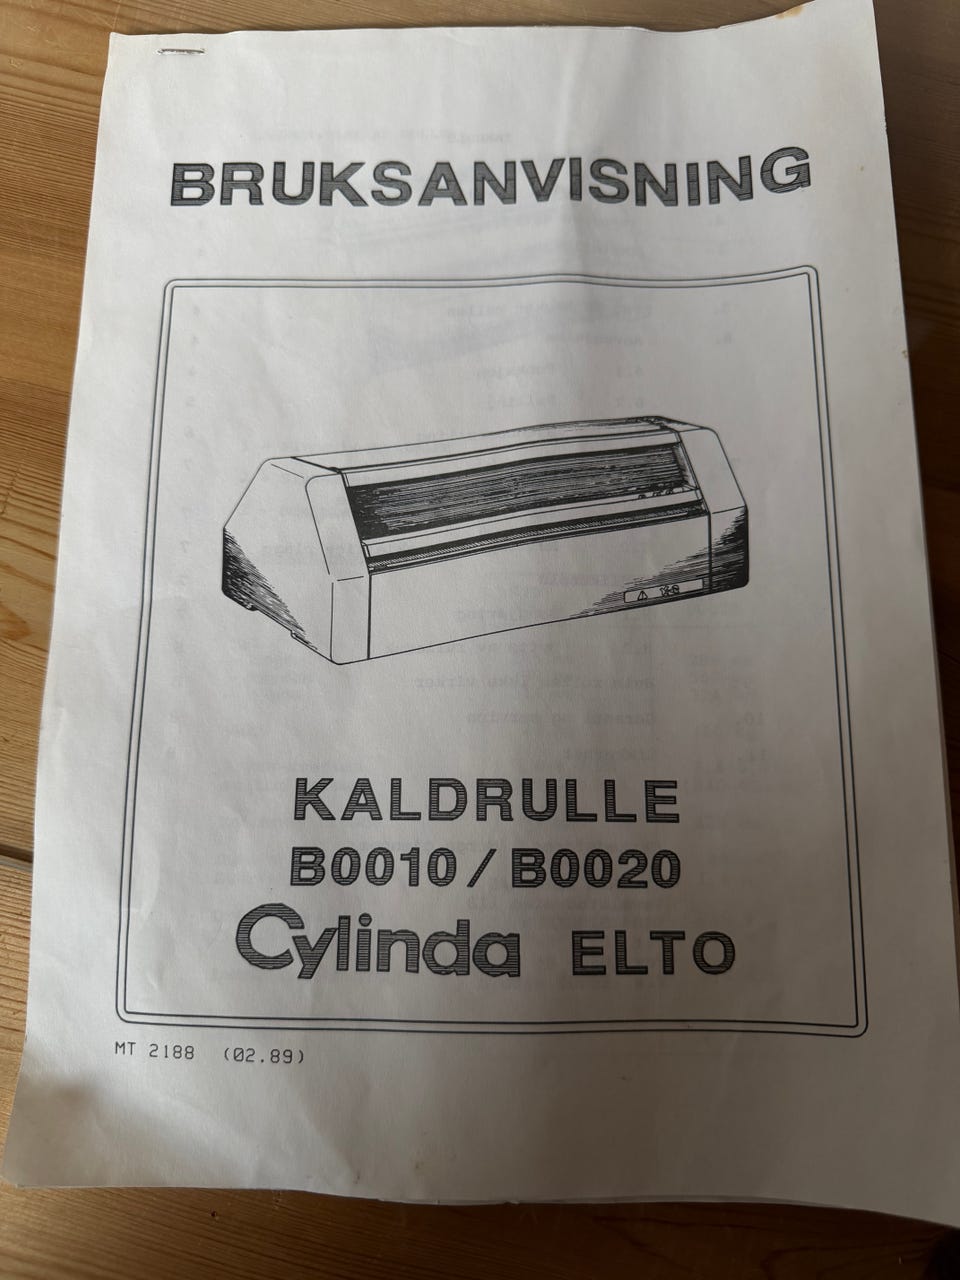 BRUKSANVISNING
KALDRULLE
B0010 / B0020
Cylinda ELTO
MT 2188 (02.89)